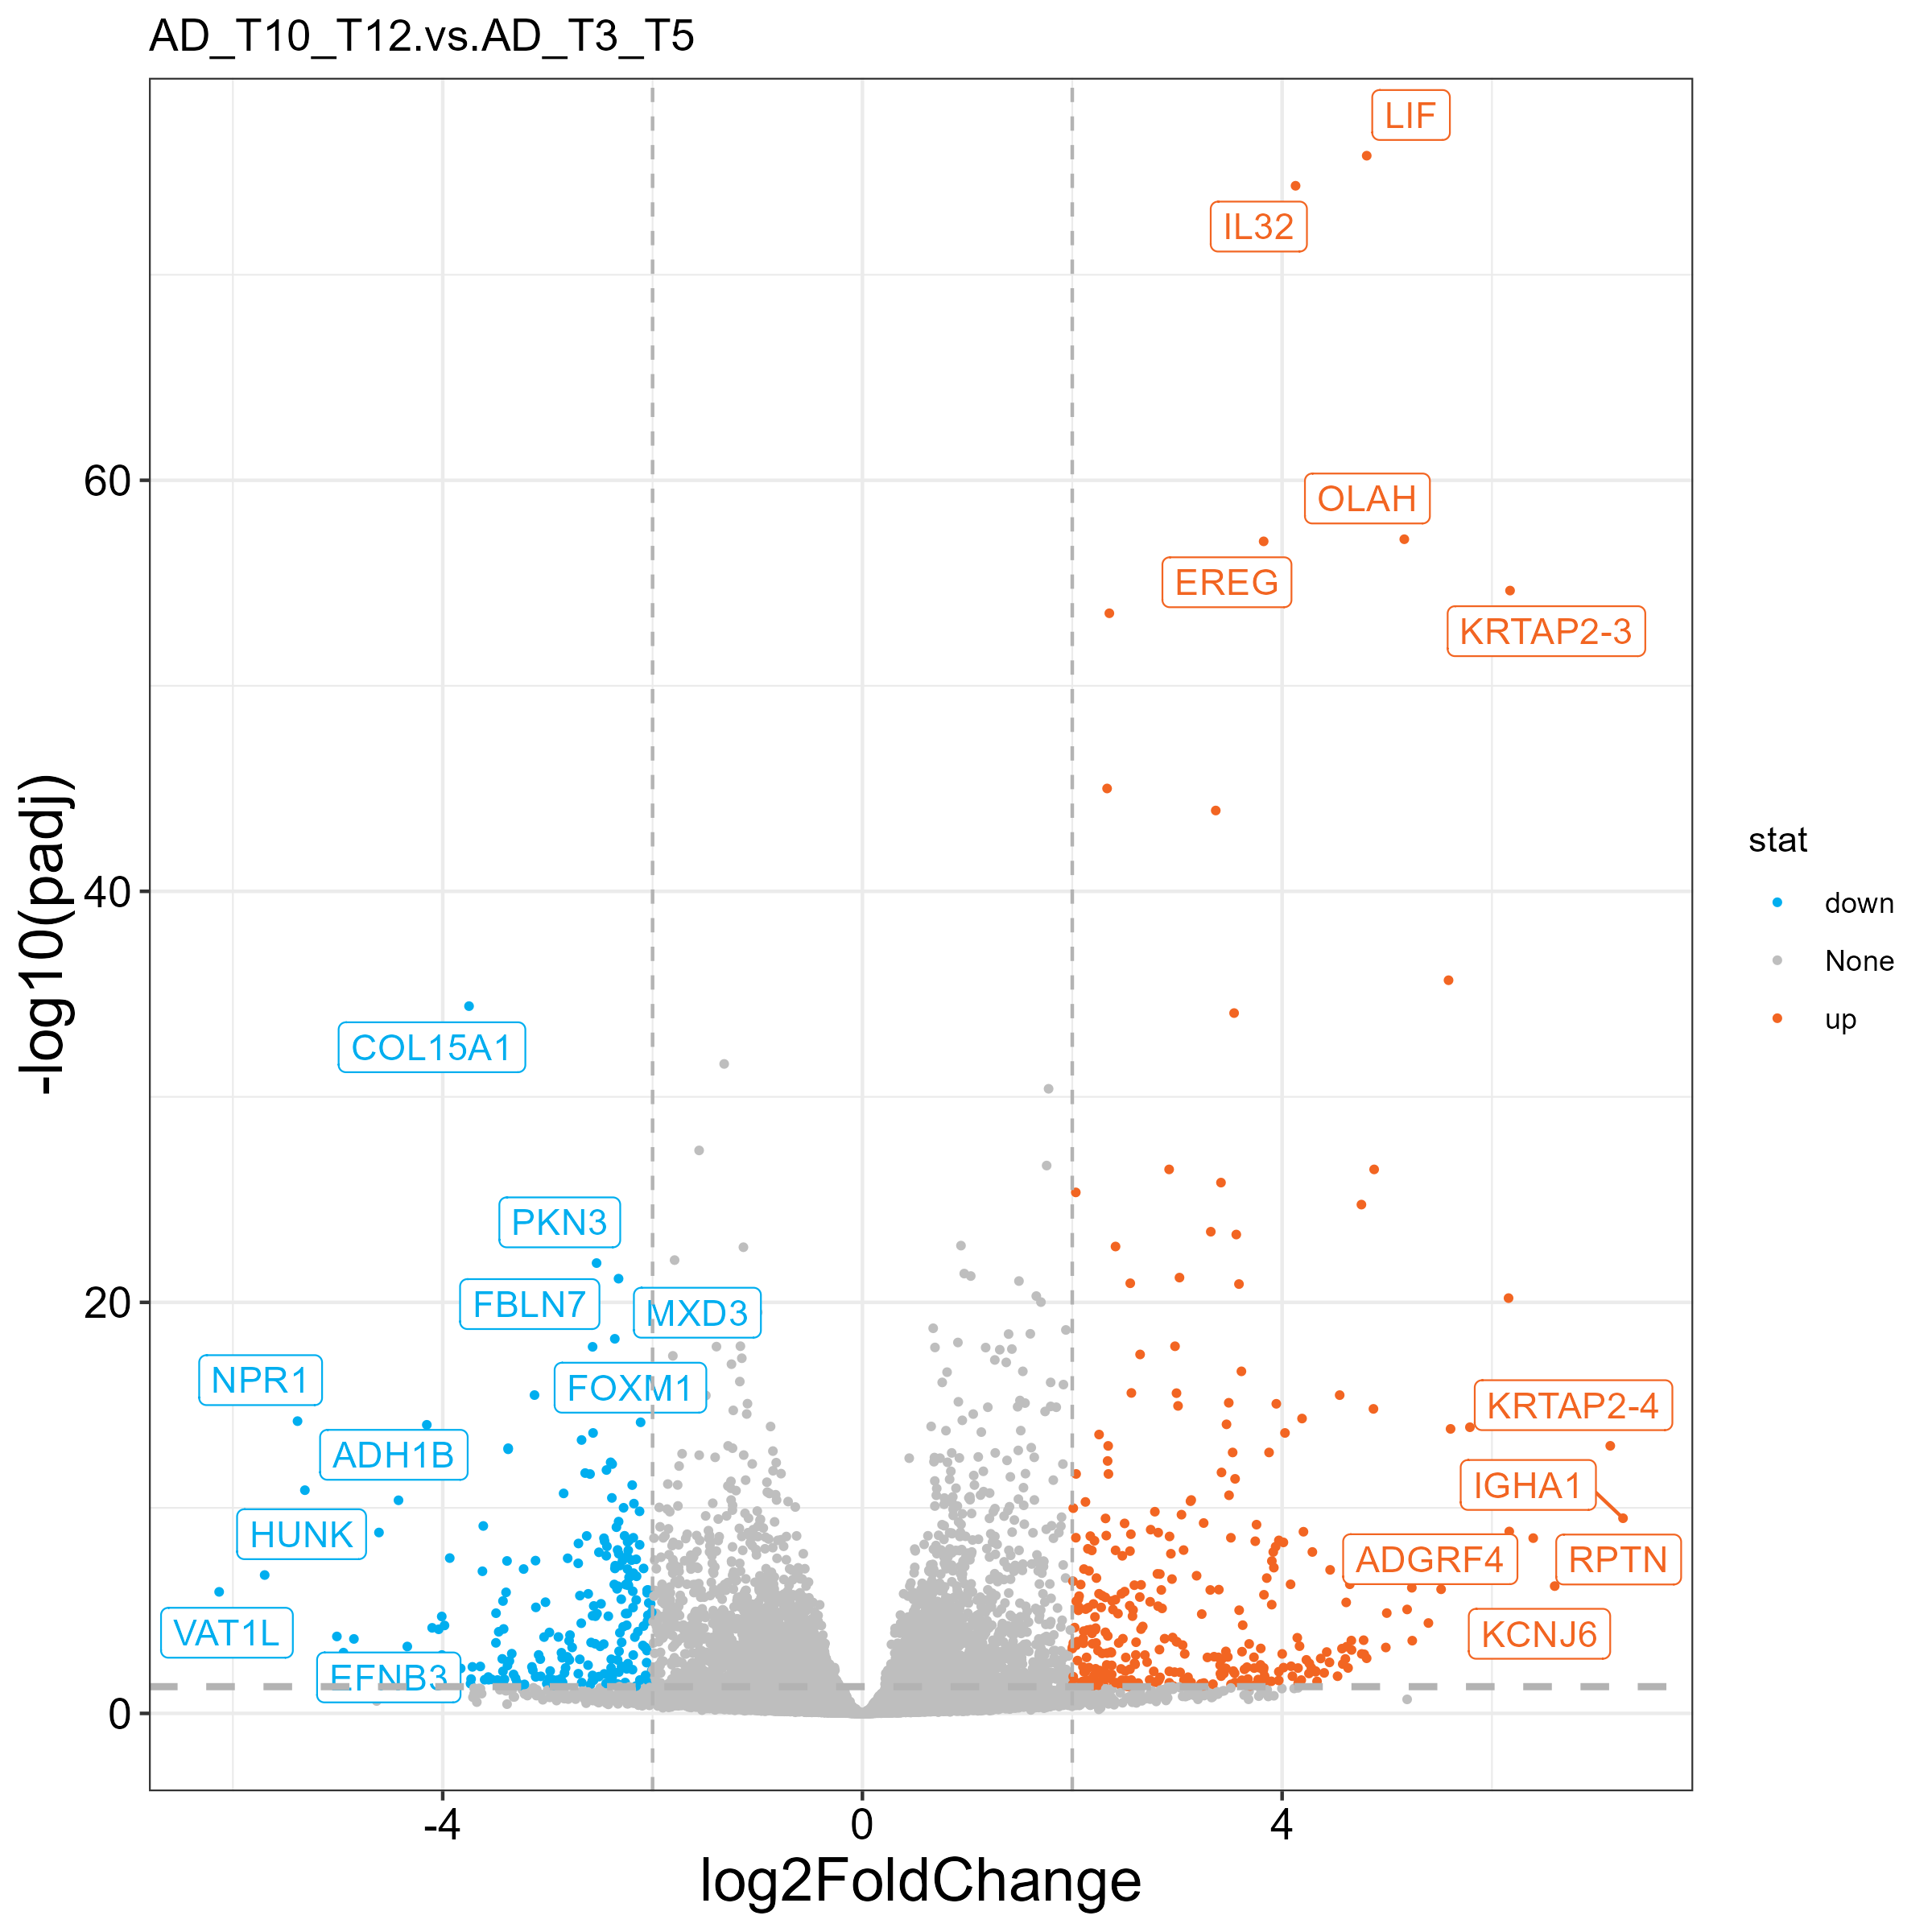 AD_T10_T12.vs.AD_T3_T5
LIF
IL32
60
OLAH
EREG
KRTAP2-3
-log10(padj)
40
stat
down
None
up
COL15A1
PKN3
20
FBLN7
MXD3
NPR1
FOXM1
KRTAP2-4
ADH1B
IGHA1
HUNK
ADGRF4
RPTN
VAT1L
KCNJ6
EFNB3
0
-4
0
4
log2FoldChange